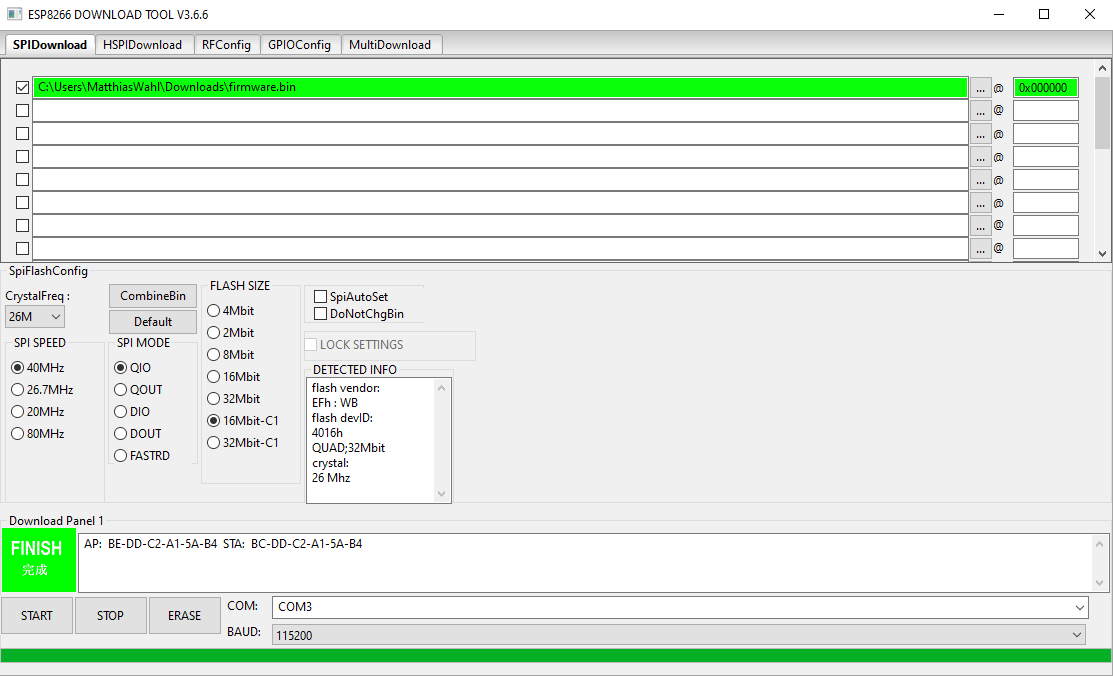 ESP8266 DOWNLOAD TOOL V3.6.6
SPIDownload HSPIDownload RFConfig GPIOConfig MultiDownload
C:\Users\MatthiasWahl\Downloads\firmware.bin ... @ 0x000000
... @
... @
... @
... @
... @
... @
... @
SpiFlashConfig
CrystalFreq :
26M
CombineBin
Default
SPI SPEED
40MHz
26.7MHz
20MHz
80MHz
SPI MODE
QIO
QOUT
DIO
DOUT
FASTRD
FLASH SIZE
4Mbit
2Mbit
8Mbit
16Mbit
32Mbit
16Mbit-C1
32Mbit-C1
SpiAutoSet
DoNotChgBin
LOCK SETTINGS
DETECTED INFO
flash vendor:
EFh : WB
flash devID:
4016h
QUAD;32Mbit
crystal:
26 Mhz
Download Panel 1
FINISH
完成
AP: BE-DD-C2-A1-5A-B4 STA: BC-DD-C2-A1-5A-B4
START STOP ERASE
COM: COM3
BAUD: 115200